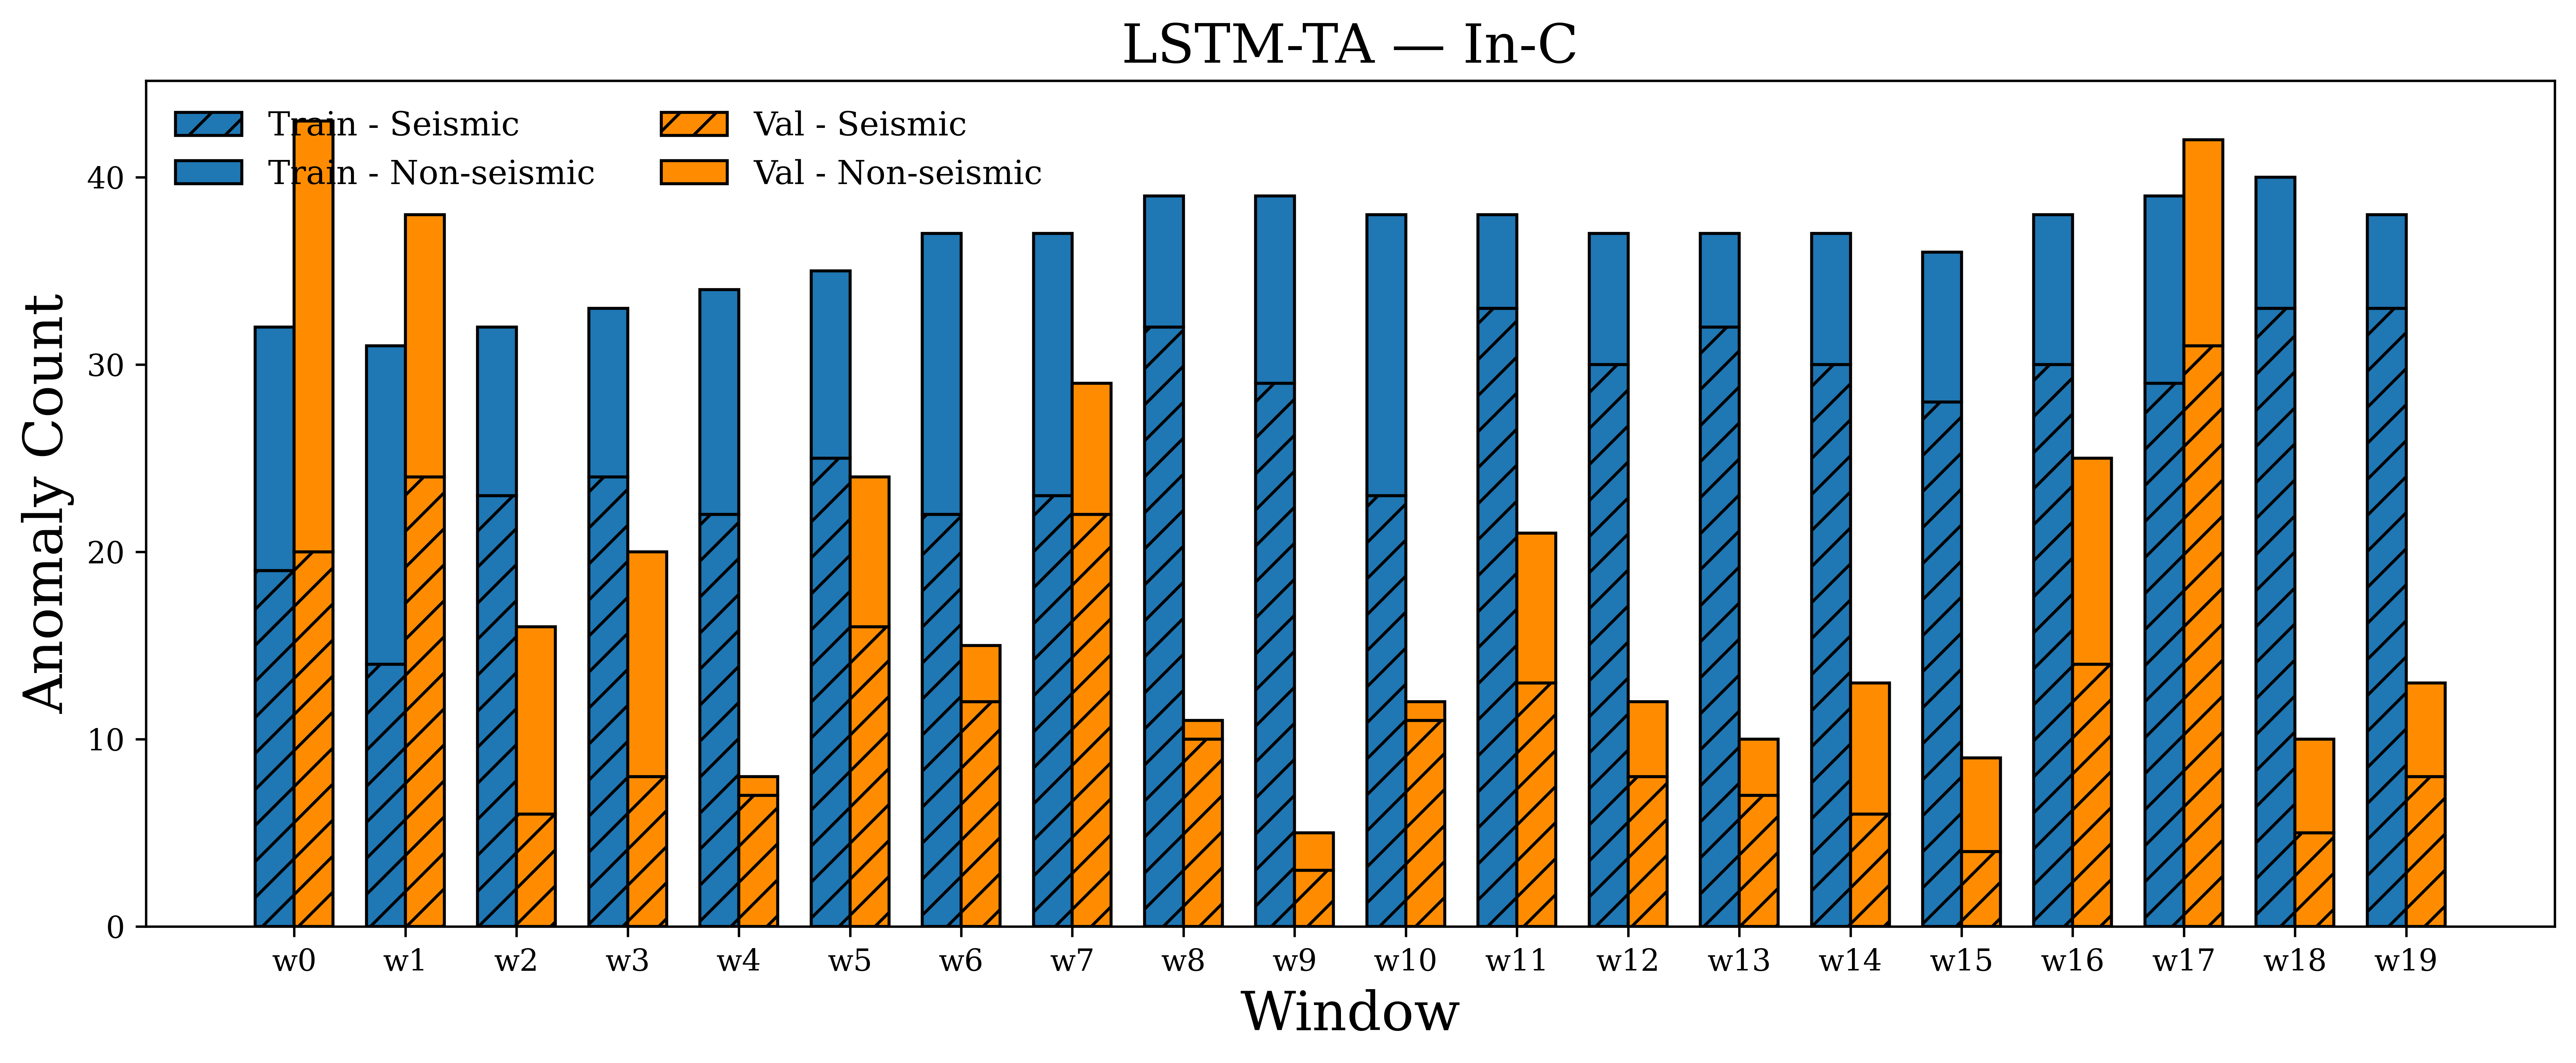 LSTM-TA — In-C
Train - Seismic
Train - Non-seismic
Val - Seismic
Val - Non-seismic
Anomaly Count
40
30
20
10
0
w0 w1 w2 w3 w4 w5 w6 w7 w8 w9 w10 w11 w12 w13 w14 w15 w16 w17 w18 w19
Window